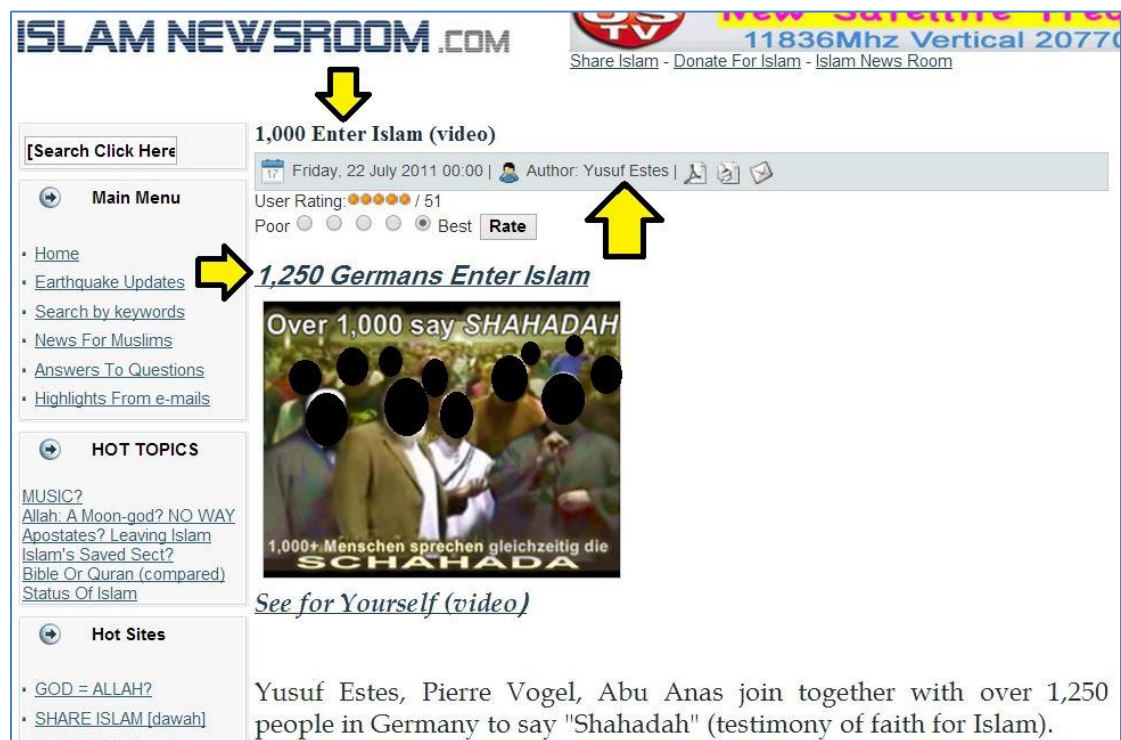 ISLAM NEWSROOM.COM
US
TV
New Satellite
11836Mhz Vertical 2077
Share Islam - Donate For Islam - Islam News Room
[Search Click Here
Main Menu
Home
Earthquake Updates
Search by keywords
News For Muslims
Answers To Questions
Highlights From e-mails
HOT TOPICS
MUSIC?
Allah: A Moon-god? NO WAY
Apostates? Leaving Islam
Islam's Saved Sect?
Bible Or Quran (compared)
Status Of Islam
Hot Sites
GOD = ALLAH?
SHARE ISLAM [dawah]
1,000 Enter Islam (video)
17 Friday, 22 July 2011 00:00 | Author: Yusuf Estes |
User Rating: / 51
Poor Best Rate
1,250 Germans Enter Islam
Over 1,000 say SHAHADAH
1,000+ Menschen sprechen gleichzeitig die
SCHAHADA
See for Yourself (video)
Yusuf Estes, Pierre Vogel, Abu Anas join together with over 1,250
people in Germany to say "Shahadah" (testimony of faith for Islam).